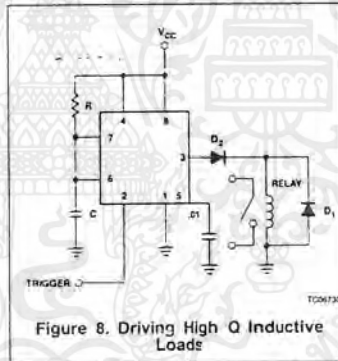 VCC
R
4
8
7
D2
3
6
RELAY
2
1
5
.01
C
D1
TRIGGER
TC0673
Figure 8. Driving High Q Inductive
Loads